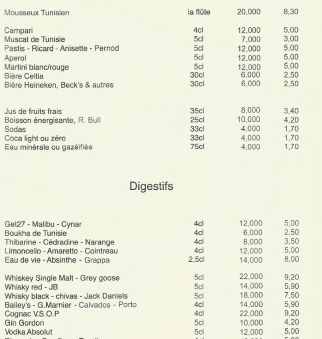 Mousseux Tunisien la flûte 20,000 8,30
Campari 4cl 12,000 5,00
Muscat de Tunisie 5cl 7,000 3,00
Pastis - Ricard - Anisette - Pernod 5cl 12,000 5,00
Aperol 5cl 12,000 5,00
Martini blanc/rouge 5cl 12,000 5,00
Bière Celtia 30cl 6,000 2,50
Bière Heineken, Beck's & autres 30cl 6,000 2,50
Jus de fruits frais 35cl 8,000 3,40
Boisson énergisante, R. Bull 25cl 10,000 4,20
Sodas 33cl 4,000 1,70
Coca light ou zéro 33cl 4,000 1,70
Eau minérale ou gazéifiée 75cl 4,000 1,70
Digestifs
Get27 - Malibu - Cynar 4cl 12,000 5,00
Boukha de Tunisie 4cl 6,000 2,50
Thibarine - Cédradine - Narange 4cl 8,000 3,50
Limoncello - Amaretto - Cointreau 4cl 12,000 5,00
Eau de vie - Absinthe - Grappa 2,5cl 14,000 8,00
Whiskey Single Malt - Grey goose 5cl 22,000 9,20
Whisky red - JB 5cl 14,000 5,90
Whisky black - chivas - Jack Daniels 5cl 18,000 7,50
Bailey's - G.Marnier - Calvados - Porto 4cl 14,000 5,90
Cognac V.S.O.P 4cl 22,000 9,20
Gin Gordon 5cl 10,000 4,20
Vodka Absolut 5cl 12,000 5,00